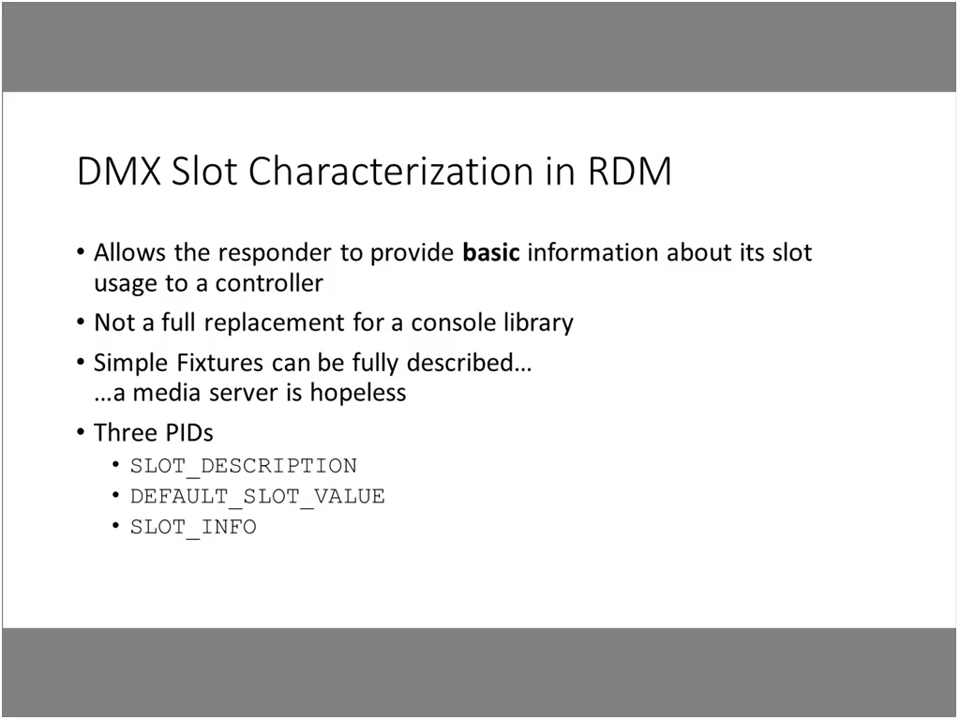 DMX Slot Characterization in RDM
• Allows the responder to provide basic information about its slot
usage to a controller
• Not a full replacement for a console library
• Simple Fixtures can be fully described…
…a media server is hopeless
• Three PIDs
• SLOT_DESCRIPTION
• DEFAULT_SLOT_VALUE
• SLOT_INFO